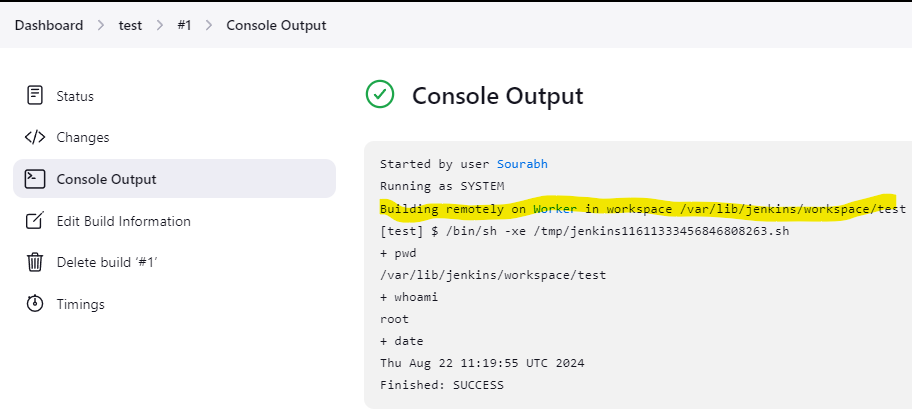 Dashboard > test > #1 > Console Output
Status
Changes
Console Output
Edit Build Information
Delete build ‘#1’
Timings
Console Output
Started by user Sourabh
Running as SYSTEM
Building remotely on Worker in workspace /var/lib/jenkins/workspace/test
[test] $ /bin/sh -xe /tmp/jenkins11611333456846808263.sh
+ pwd
/var/lib/jenkins/workspace/test
+ whoami
root
+ date
Thu Aug 22 11:19:55 UTC 2024
Finished: SUCCESS